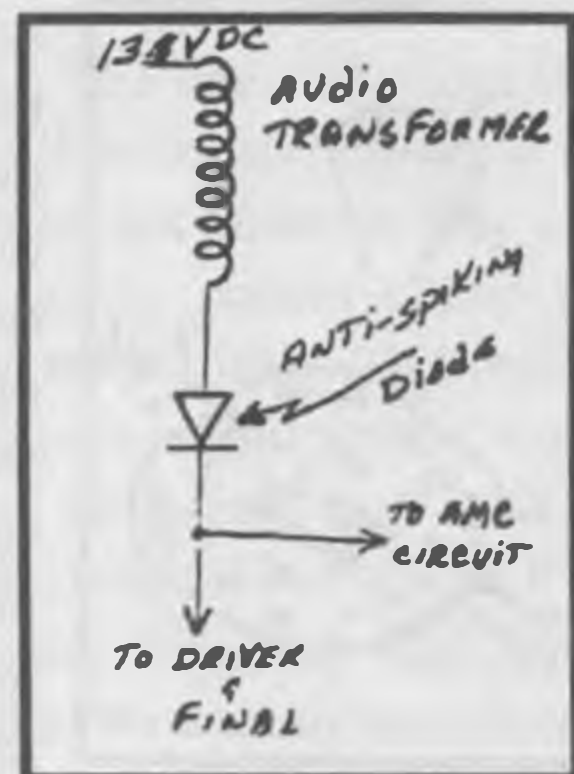 13.8VDC
AUDIO
TRANSFORMER
ANTI-SPIKING
Diode
TO AMC
CIRCUIT
TO DRIVER
&
FINAL